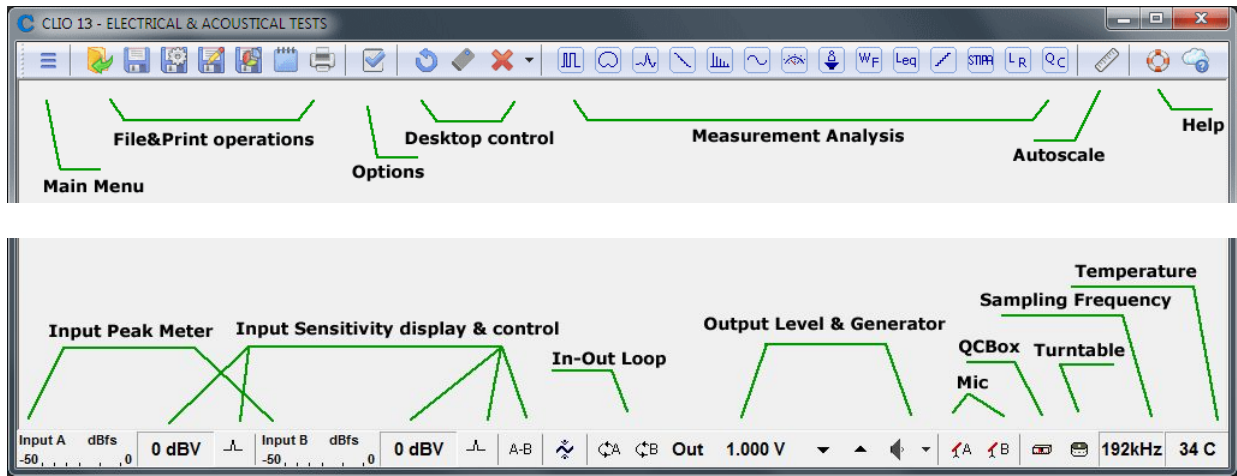 CLIO 13 - ELECTRICAL & ACOUSTICAL TESTS
WF Leq STIPA LR QC
File&Print operations
Desktop control
Measurement Analysis
Help
Options
Autoscale
Main Menu
Temperature
Sampling Frequency
Input Peak Meter
Input Sensitivity display & control
Output Level & Generator
In-Out Loop
QCBox
Turntable
Mic
Input A dBfs
-50 0
0 dBV
Input B dBfs
-50 0
0 dBV
A-B
A
B
Out
1.000 V
A
B
192kHz
34 C